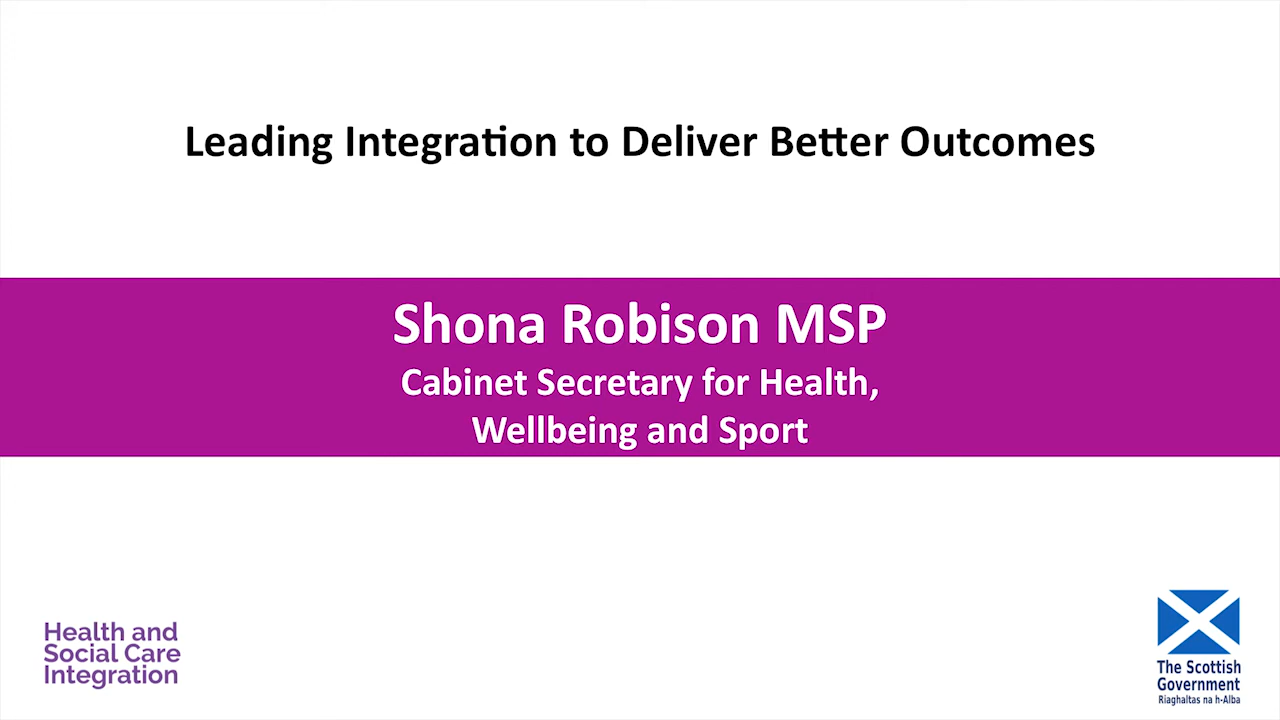 Leading Integration to Deliver Better Outcomes
Shona Robison MSP
Cabinet Secretary for Health,
Wellbeing and Sport
Health and
Social Care
Integration
The Scottish
Government
Riaghaltas na h-Alba